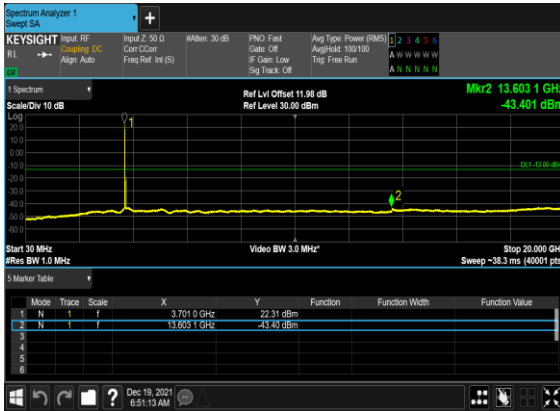 Spectrum Analyzer 1
Swept SA
+
KEYSIGHT
RL
Input: RF
Coupling: DC
Align: Auto
Input Z: 50 Ω
Corr CCorr
Freq Ref: Int (S)
#Atten: 30 dB
PNO: Fast
Gate: Off
IF Gain: Low
Sig Track: Off
Avg Type: Power (RMS)
Avg|Hold: 100/100
Trig: Free Run
1 2 3 4 5 6
A W W W W W
A N N N N N
1 Spectrum
Scale/Div 10 dB
Ref Lvl Offset 11.98 dB
Ref Level 30.00 dBm
Mkr2 13.603 1 GHz
-43.401 dBm
Log
20.0
10.0
0.00
-10.0
-20.0
-30.0
-40.0
-50.0
-60.0
1
2
DL1 -13.00 dBm
Start 30 MHz
#Res BW 1.0 MHz
Video BW 3.0 MHz*
Stop 20.000 GHz
Sweep ~38.3 ms (40001 pts)
5 Marker Table
Mode Trace Scale X Y Function Function Width Function Value
1 N 1 f 3.701 0 GHz 22.31 dBm
2 N 1 f 13.603 1 GHz -43.40 dBm
3
4
5
6
?
Dec 19, 2021
6:51:13 AM